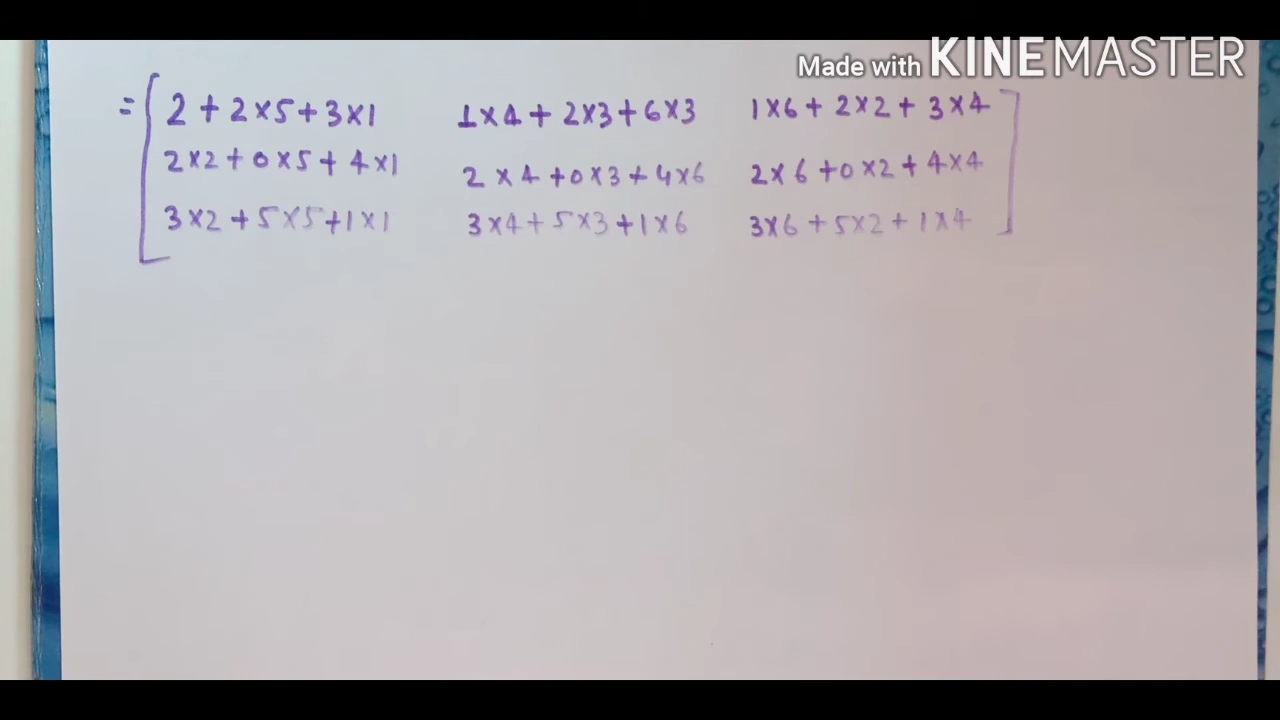 Made with KINEMASTER
= [ 2 + 2×5 + 3×1 1×4 + 2×3 + 6×3 1×6 + 2×2 + 3×4 ]
2×2 + 0×5 + 4×1 2×4 + 0×3 + 4×6 2×6 + 0×2 + 4×4
3×2 + 5×5 + 1×1 3×4 + 5×3 + 1×6 3×6 + 5×2 + 1×4